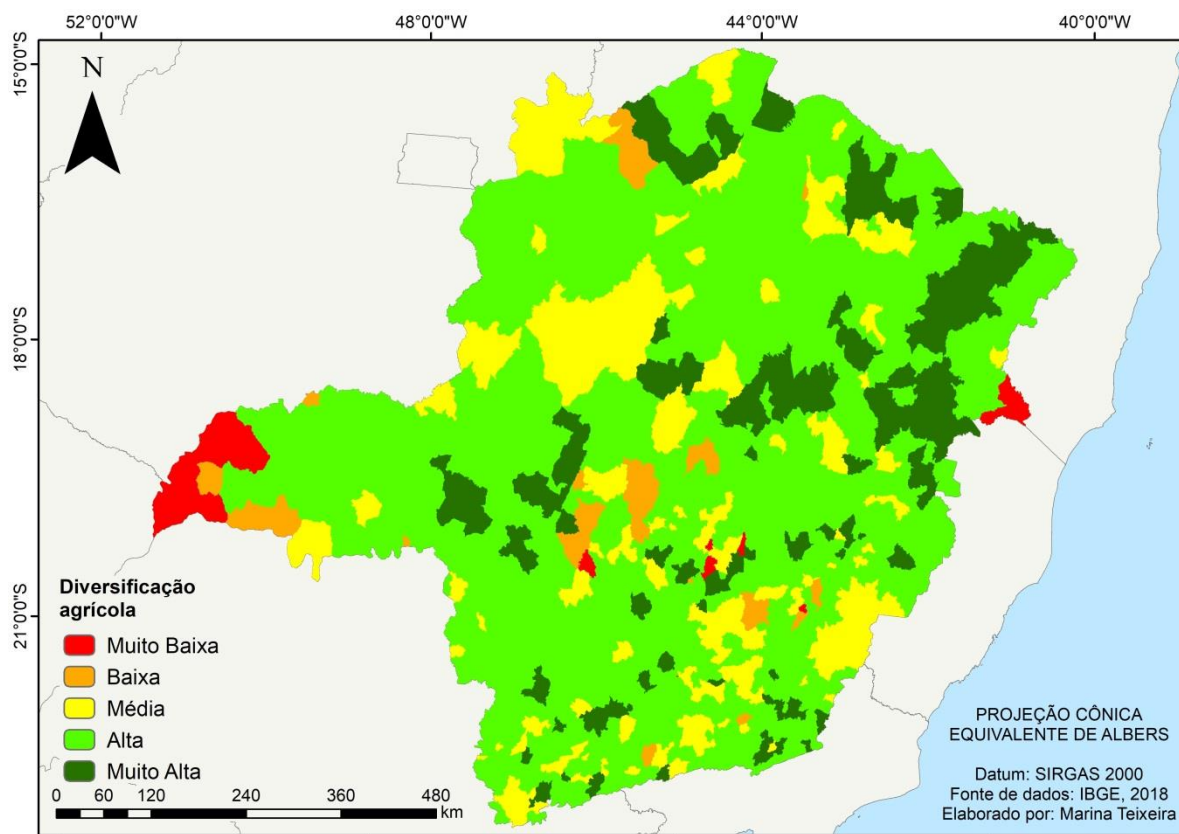 52°0'0"W
48°0'0"W
44°0'0"W
40°0'0"W
15°0'0"S
18°0'0"S
21°0'0"S
N
Diversificação
agrícola
Muito Baixa
Baixa
Média
Alta
Muito Alta
0 60 120 240 360 480
km
PROJEÇÃO CÔNICA
EQUIVALENTE DE ALBERS
Datum: SIRGAS 2000
Fonte de dados: IBGE, 2018
Elaborado por: Marina Teixeira